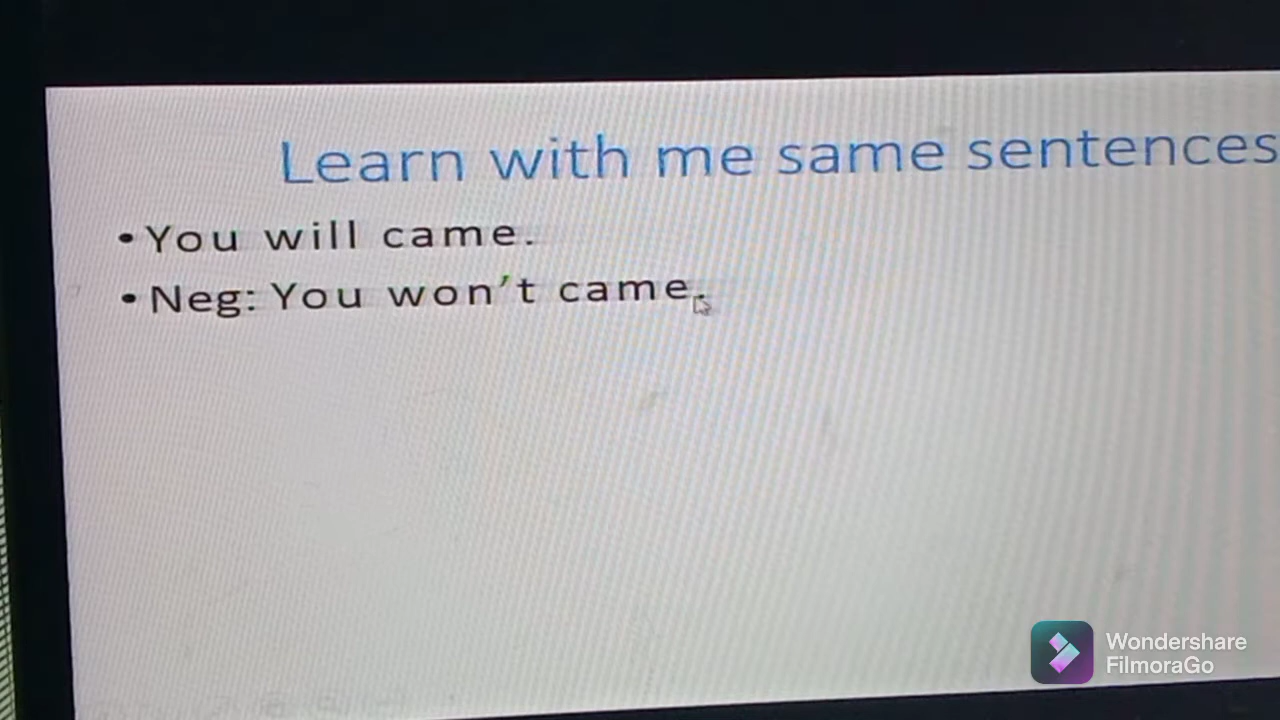 Learn with me same sentences
• You will came.
• Neg: You won't came.
Wondershare
FilmoraGo